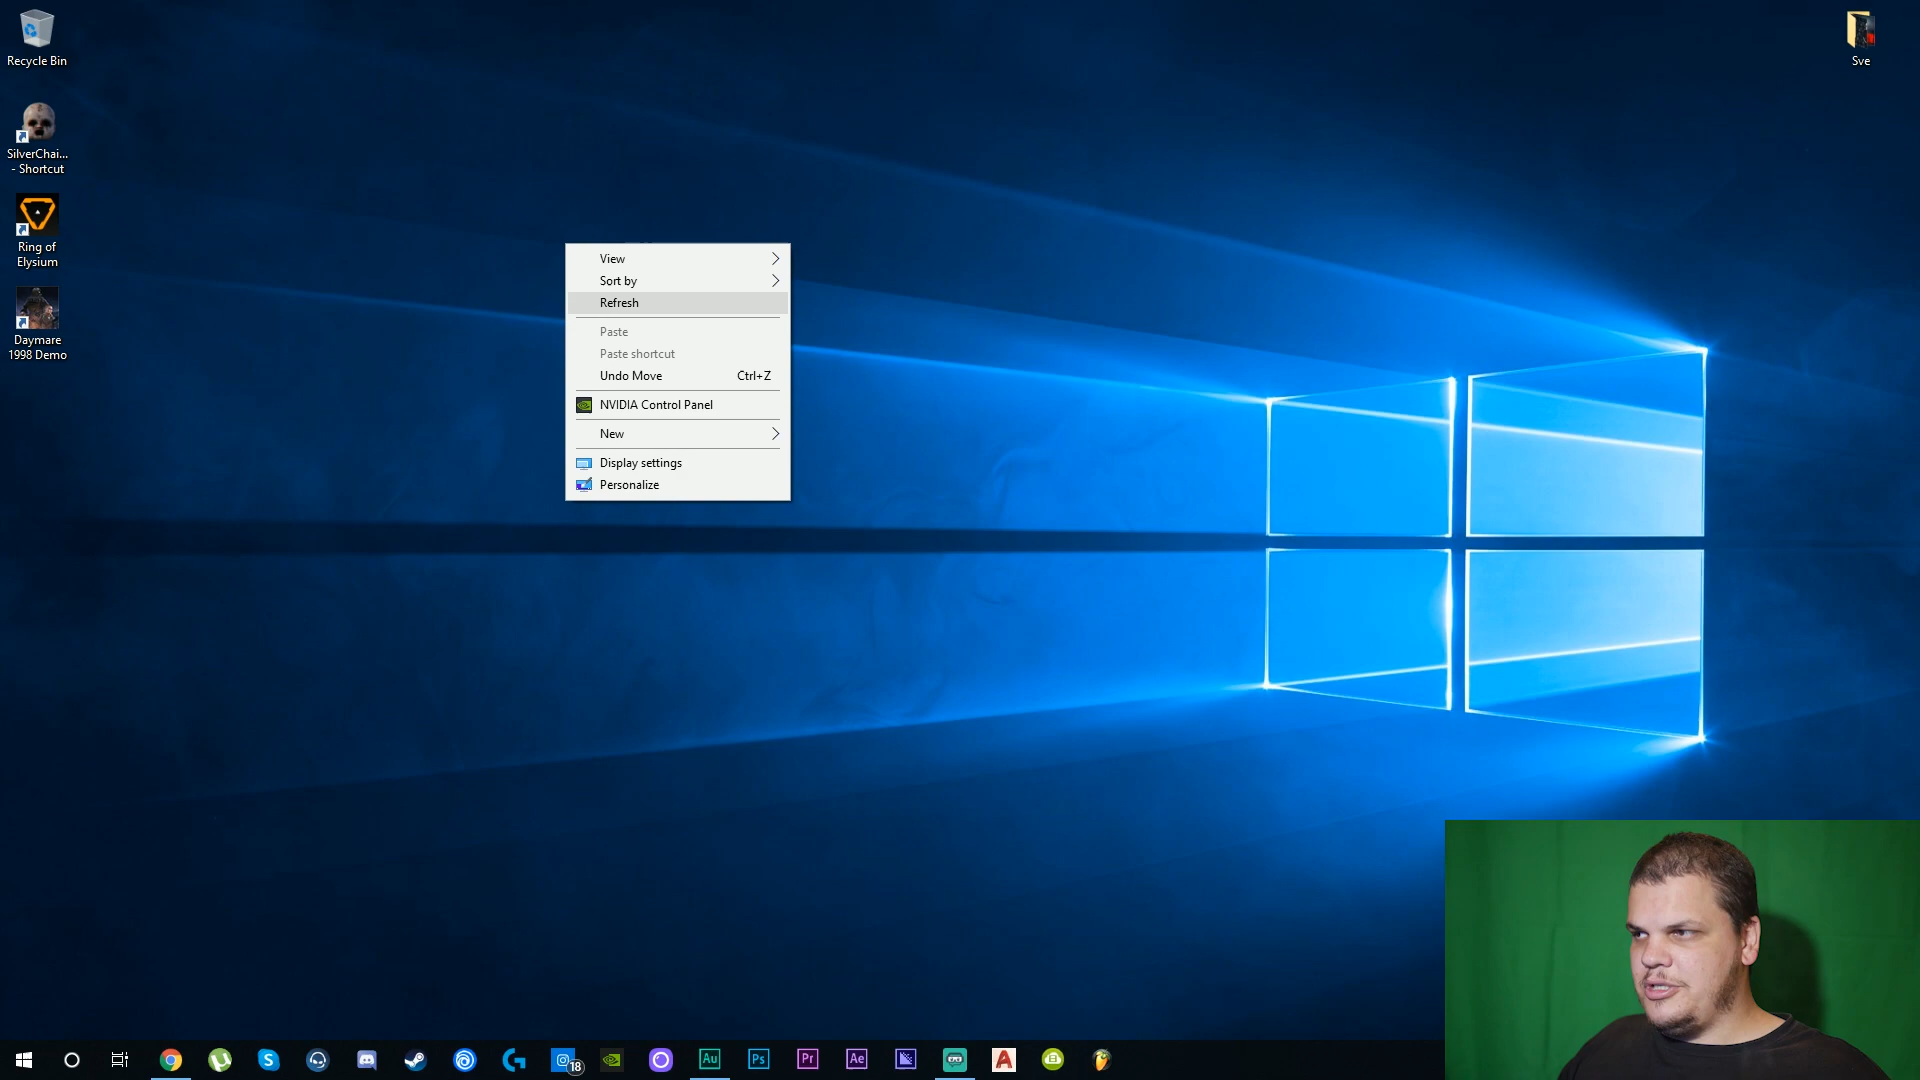 Recycle Bin
SilverChai...
- Shortcut
Ring of
Elysium
Daymare
1998 Demo
Sve
View
Sort by
Refresh
Paste
Paste shortcut
Undo Move Ctrl+Z
NVIDIA Control Panel
New
Display settings
Personalize
18
Au
Ps
Pr
Ae